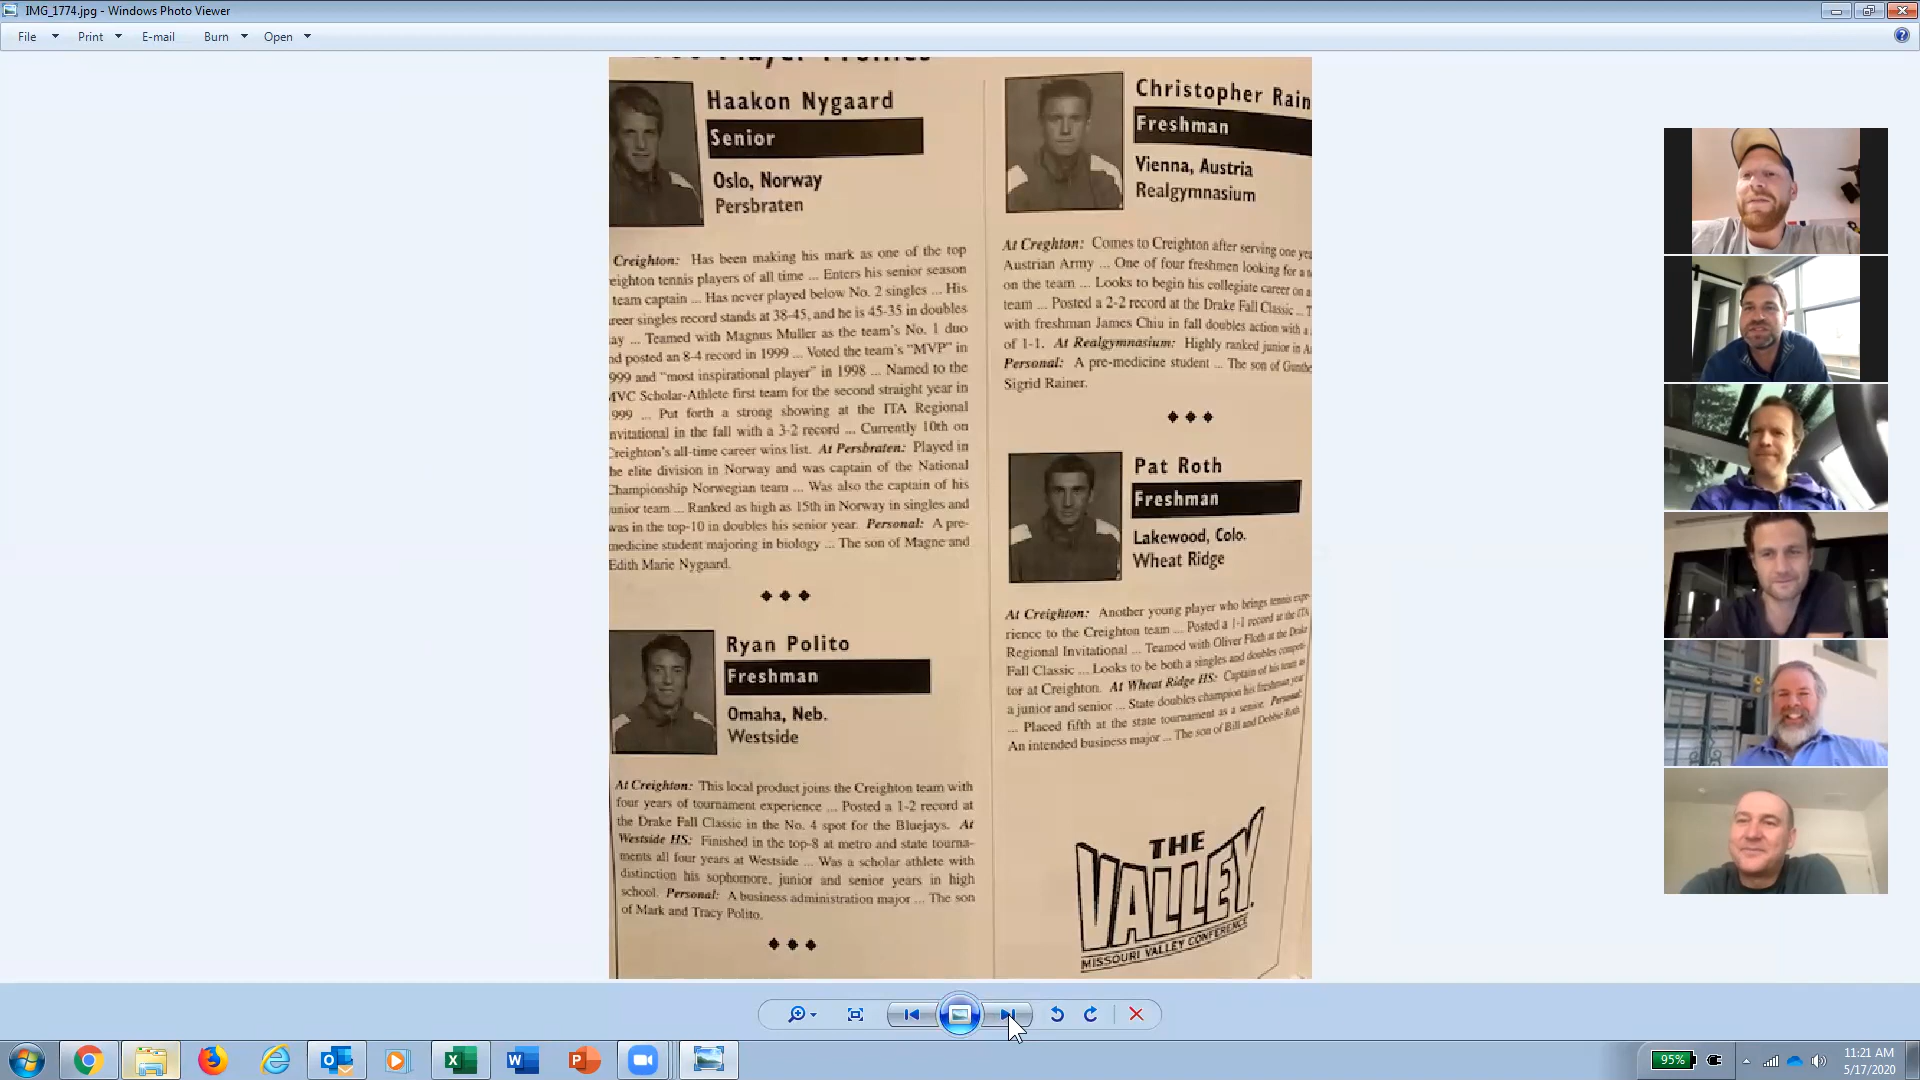 IMG_1774.jpg - Windows Photo Viewer
File Print E-mail Burn Open
Haakon Nygaard
Senior
Oslo, Norway
Persbraten
Creighton: Has been making his mark as one of the top
eighton tennis players of all time ... Enters his senior season
team captain ... Has never played below No. 2 singles ... His
reer singles record stands at 38-45, and he is 45-35 in doubles
ay ... Teamed with Magnus Muller as the team's No. 1 duo
nd posted an 8-4 record in 1999 ... Voted the team's "MVP" in
999 and "most inspirational player" in 1998 ... Named to the
MVC Scholar-Athlete first team for the second straight year in
999 ... Put forth a strong showing at the ITA Regional
nvitational in the fall with a 3-2 record ... Currently 10th on
Creighton's all-time career wins list. At Persbraten: Played in
he elite division in Norway and was captain of the National
Championship Norwegian team ... Was also the captain of his
unior team ... Ranked as high as 15th in Norway in singles and
was in the top-10 in doubles his senior year. Personal: A pre-
medicine student majoring in biology ... The son of Magne and
Edith Marie Nygaard.
Ryan Polito
Freshman
Omaha, Neb.
Westside
At Creighton: This local product joins the Creighton team with
four years of tournament experience ... Posted a 1-2 record at
the Drake Fall Classic in the No. 4 spot for the Bluejays. At
Westside HS: Finished in the top-8 at metro and state tourna-
ments all four years at Westside ... Was a scholar athlete with
distinction his sophomore, junior and senior years in high
school. Personal: A business administration major ... The son
of Mark and Tracy Polito.
Christopher Rain
Freshman
Vienna, Austria
Realgymnasium
At Creghton: Comes to Creighton after serving one yea
Austrian Army ... One of four freshmen looking for a
on the team ... Looks to begin his collegiate career on a
team ... Posted a 2-2 record at the Drake Fall Classic ... T
with freshman James Chiu in fall doubles action with a
of 1-1. At Realgymnasium: Highly ranked junior in A
Personal: A pre-medicine student ... The son of Gunthe
Sigrid Rainer.
Pat Roth
Freshman
Lakewood, Colo.
Wheat Ridge
At Creighton: Another young player who brings tennis expe-
rience to the Creighton team ... Posted a 1-1 record at the ITA
Regional Invitational ... Teamed with Oliver Floth at the Drake
Fall Classic ... Looks to be both a singles and doubles competi-
tor at Creighton. At Wheat Ridge HS: Captain of his team as
a junior and senior ... State doubles champion his freshman year
... Placed fifth at the state tournament as a senior. Personal:
An intended business major ... The son of Bill and Debbie Roth.
THE
VALLEY
MISSOURI VALLEY CONFERENCE
95%
11:21 AM
5/17/2020